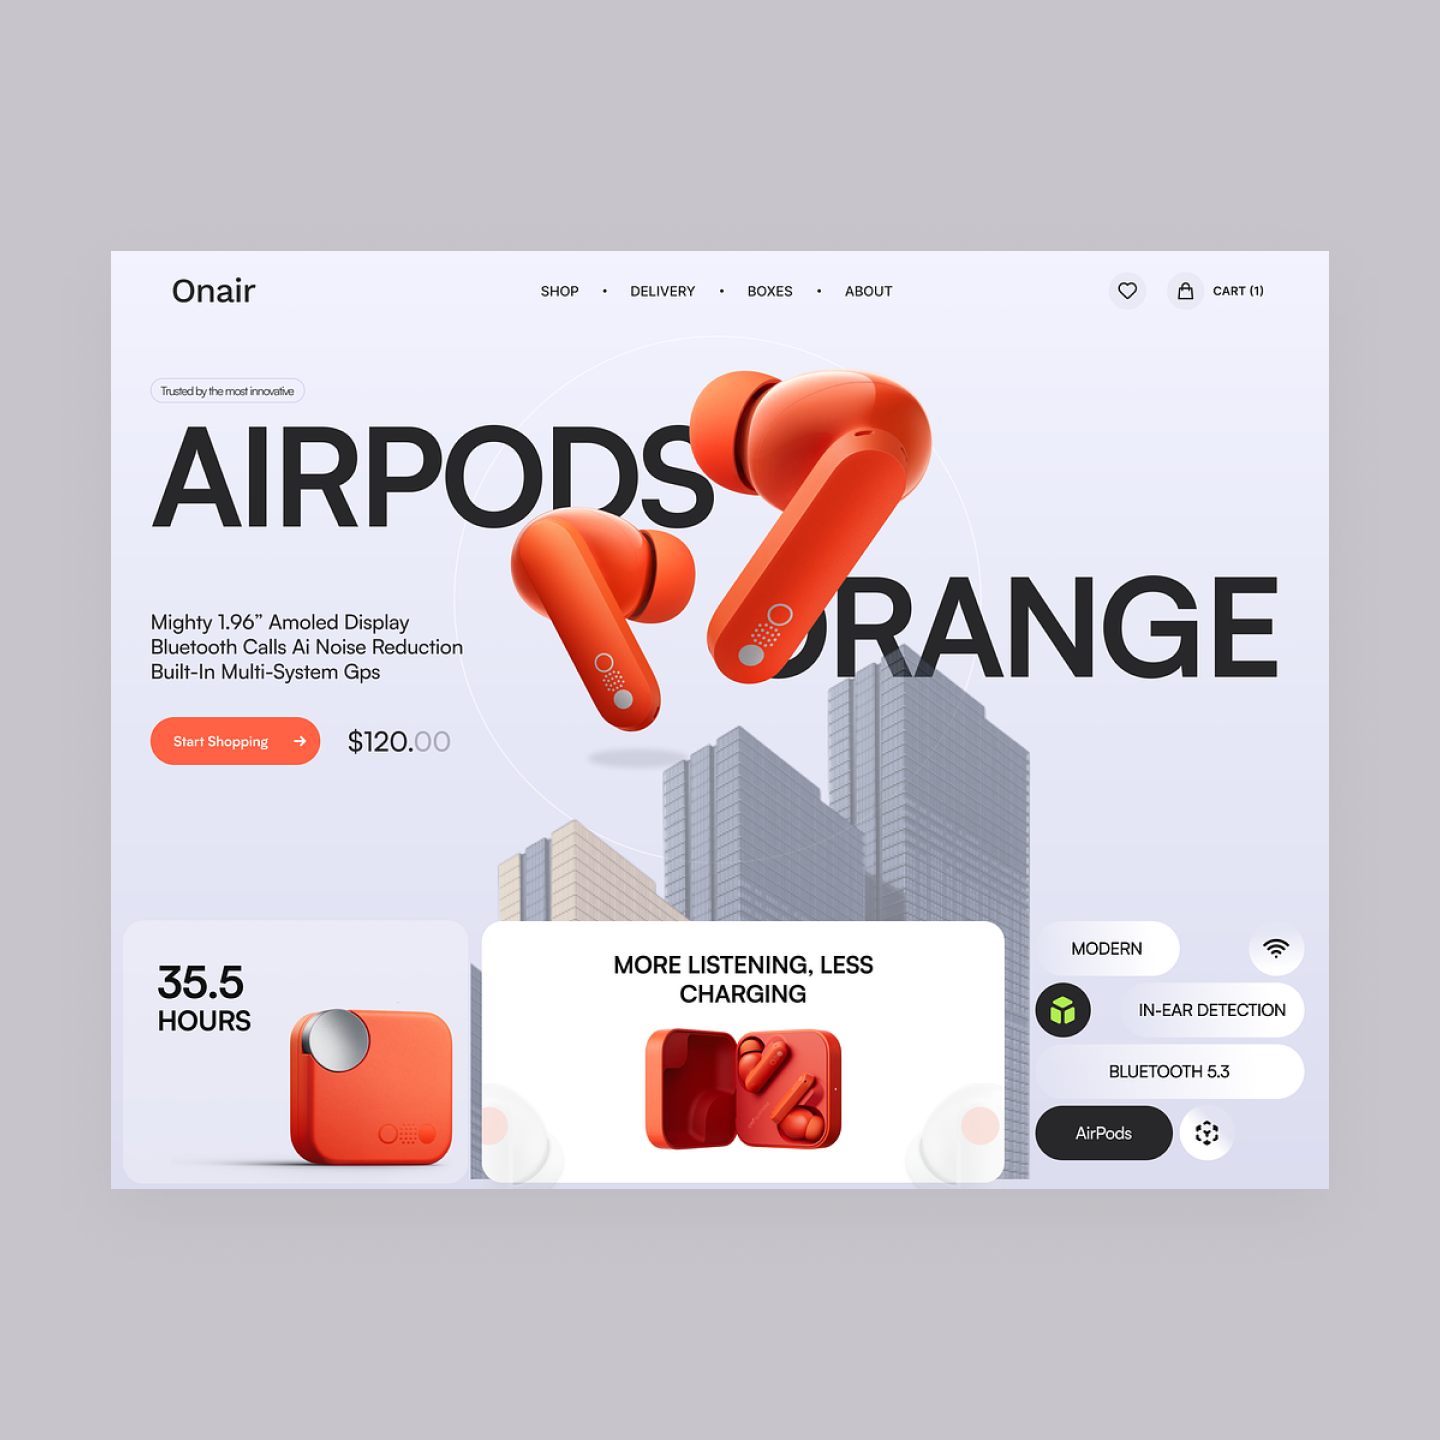 Onair
SHOP • DELIVERY • BOXES • ABOUT
CART (1)
Trusted by the most innovative
AIRPODS
ORANGE
Mighty 1.96” Amoled Display
Bluetooth Calls Ai Noise Reduction
Built-In Multi-System Gps
Start Shopping
$120.00
35.5
HOURS
MORE LISTENING, LESS
CHARGING
MODERN
IN-EAR DETECTION
BLUETOOTH 5.3
AirPods